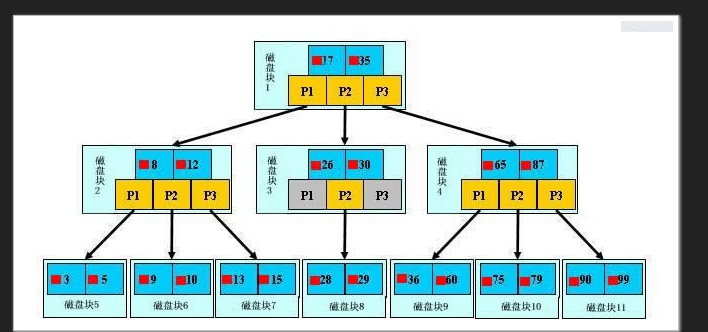 磁盘块1
17 35
P1 P2 P3
磁盘块2
8 12
P1 P2 P3
磁盘块3
26 30
P1 P2 P3
磁盘块4
65 87
P1 P2 P3
3 5
磁盘块5
9 10
磁盘块6
13 15
磁盘块7
28 29
磁盘块8
36 60
磁盘块9
75 79
磁盘块10
90 99
磁盘块11